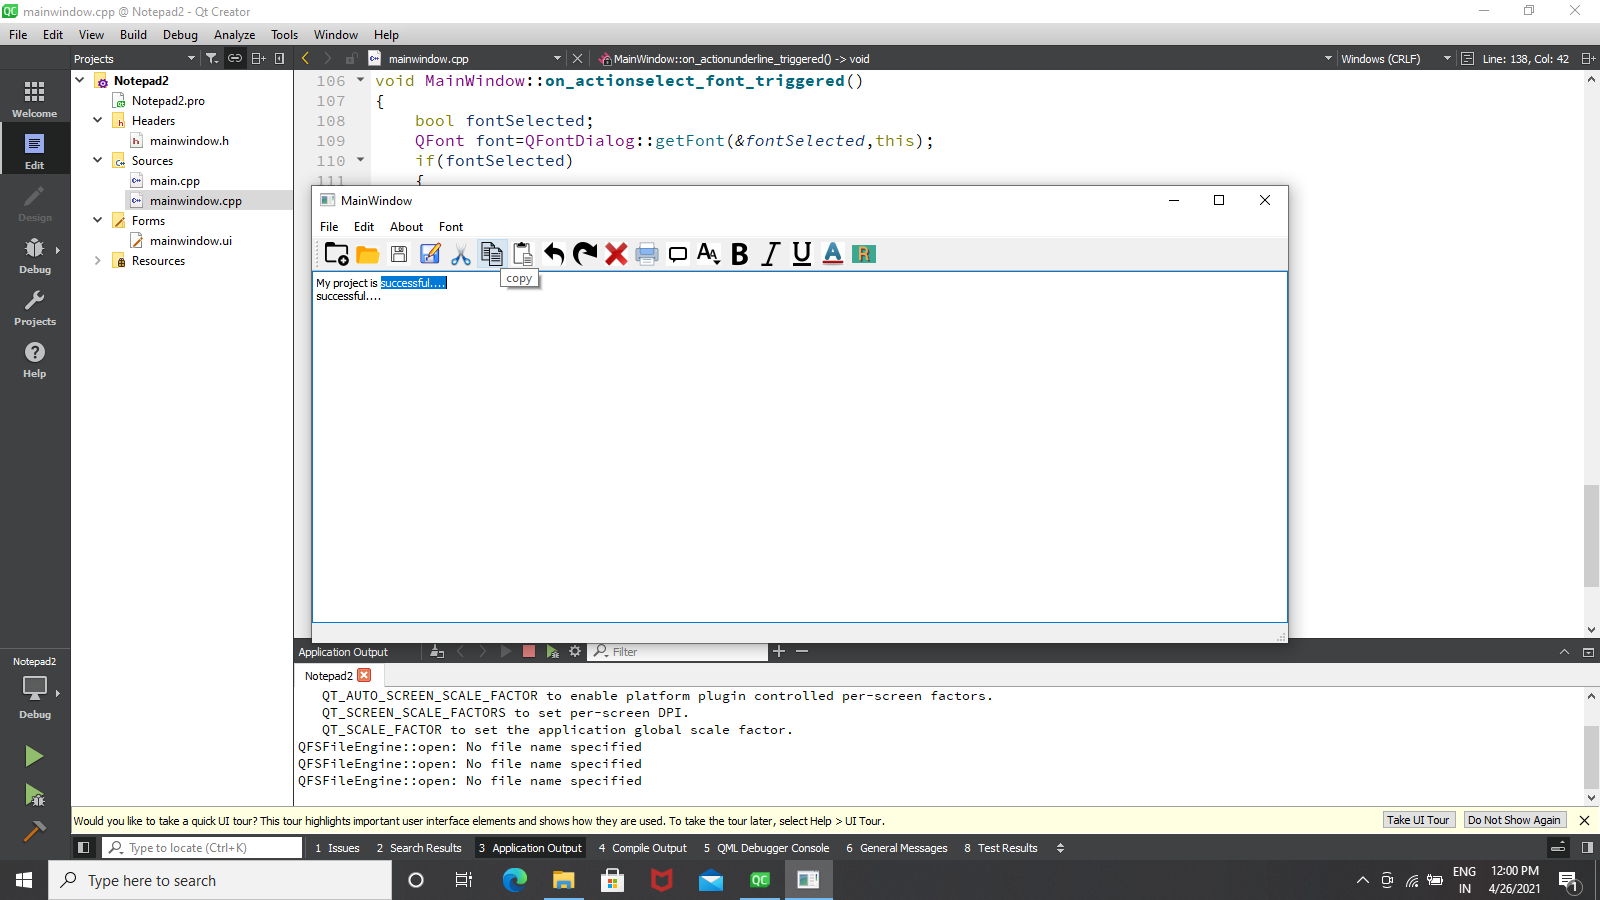 mainwindow.cpp @ Notepad2 - Qt Creator
File Edit View Build Debug Analyze Tools Window Help
Projects mainwindow.cpp MainWindow::on_actionunderline_triggered() -> void Windows (CRLF) Line: 138, Col: 42
Welcome
Edit
Design
Debug
Projects
Help
Notepad2
Notepad2.pro
Headers
mainwindow.h
Sources
main.cpp
mainwindow.cpp
Forms
mainwindow.ui
Resources
106 void MainWindow::on_actionselect_font_triggered()
107 {
108 bool fontSelected;
109 QFont font=QFontDialog::getFont(&fontSelected,this);
110 if(fontSelected)
111 {
MainWindow
File Edit About Font
copy
My project is successful....
successful....
Notepad2
Debug
Application Output Filter
Notepad2
QT_AUTO_SCREEN_SCALE_FACTOR to enable platform plugin controlled per-screen factors.
QT_SCREEN_SCALE_FACTORS to set per-screen DPI.
QT_SCALE_FACTOR to set the application global scale factor.
QFSFileEngine::open: No file name specified
QFSFileEngine::open: No file name specified
QFSFileEngine::open: No file name specified
Would you like to take a quick UI tour? This tour highlights important user interface elements and shows how they are used. To take the tour later, select Help > UI Tour. Take UI Tour Do Not Show Again
Type to locate (Ctrl+K) 1 Issues 2 Search Results 3 Application Output 4 Compile Output 5 QML Debugger Console 6 General Messages 8 Test Results
Type here to search
ENG
IN
12:00 PM
4/26/2021
1